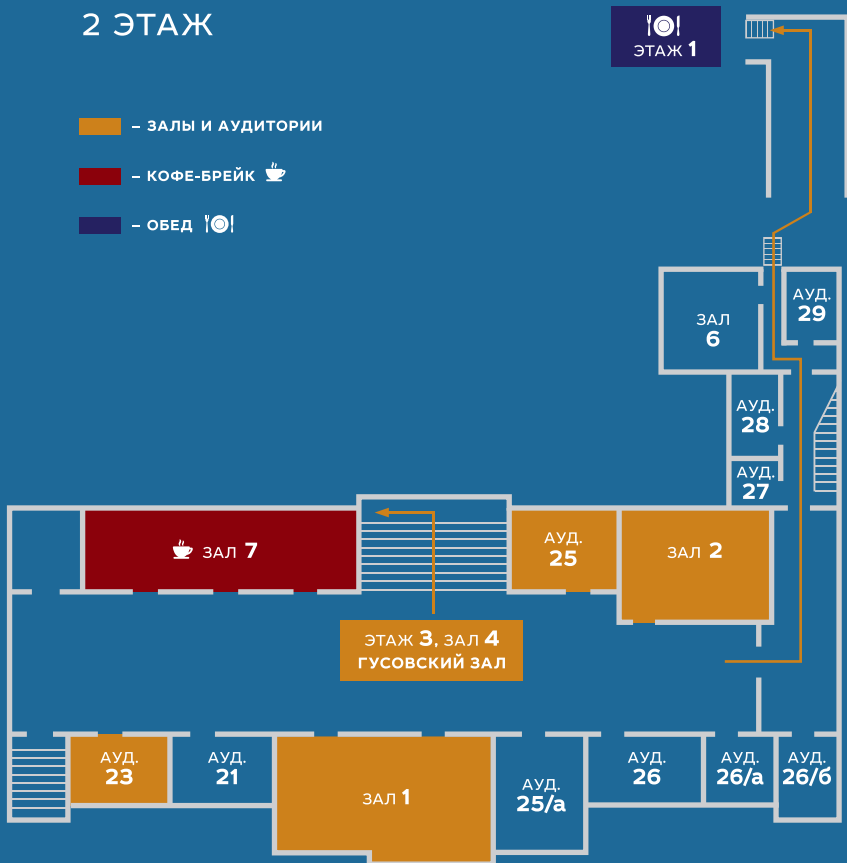 2 ЭТАЖ
ЭТАЖ 1
– ЗАЛЫ И АУДИТОРИИ
– КОФЕ-БРЕЙК
– ОБЕД
АУД.
29
ЗАЛ
6
АУД.
28
АУД.
27
ЗАЛ 7
АУД.
25
ЗАЛ 2
ЭТАЖ 3, ЗАЛ 4
ГУСОВСКИЙ ЗАЛ
АУД.
23
АУД.
21
ЗАЛ 1
АУД.
25/а
АУД.
26
АУД.
26/а
АУД.
26/б